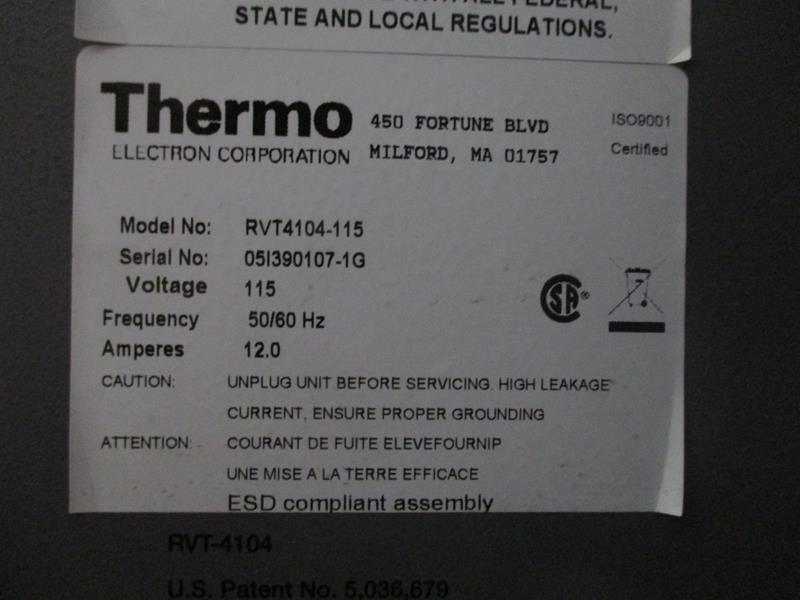 ALL FEDERAL,
STATE AND LOCAL REGULATIONS.
Thermo 450 FORTUNE BLVD ISO9001
ELECTRON CORPORATION MILFORD, MA 01757 Certified
Model No: RVT4104-115
Serial No: 05I390107-1G
Voltage 115
Frequency 50/60 Hz
Amperes 12.0
SA®
CAUTION: UNPLUG UNIT BEFORE SERVICING. HIGH LEAKAGE
CURRENT, ENSURE PROPER GROUNDING
ATTENTION: COURANT DE FUITE ELEVEFOURNIP
UNE MISE A LA TERRE EFFICACE
ESD compliant assembly
RVT-4104
U.S. Patent No. 5,036,679